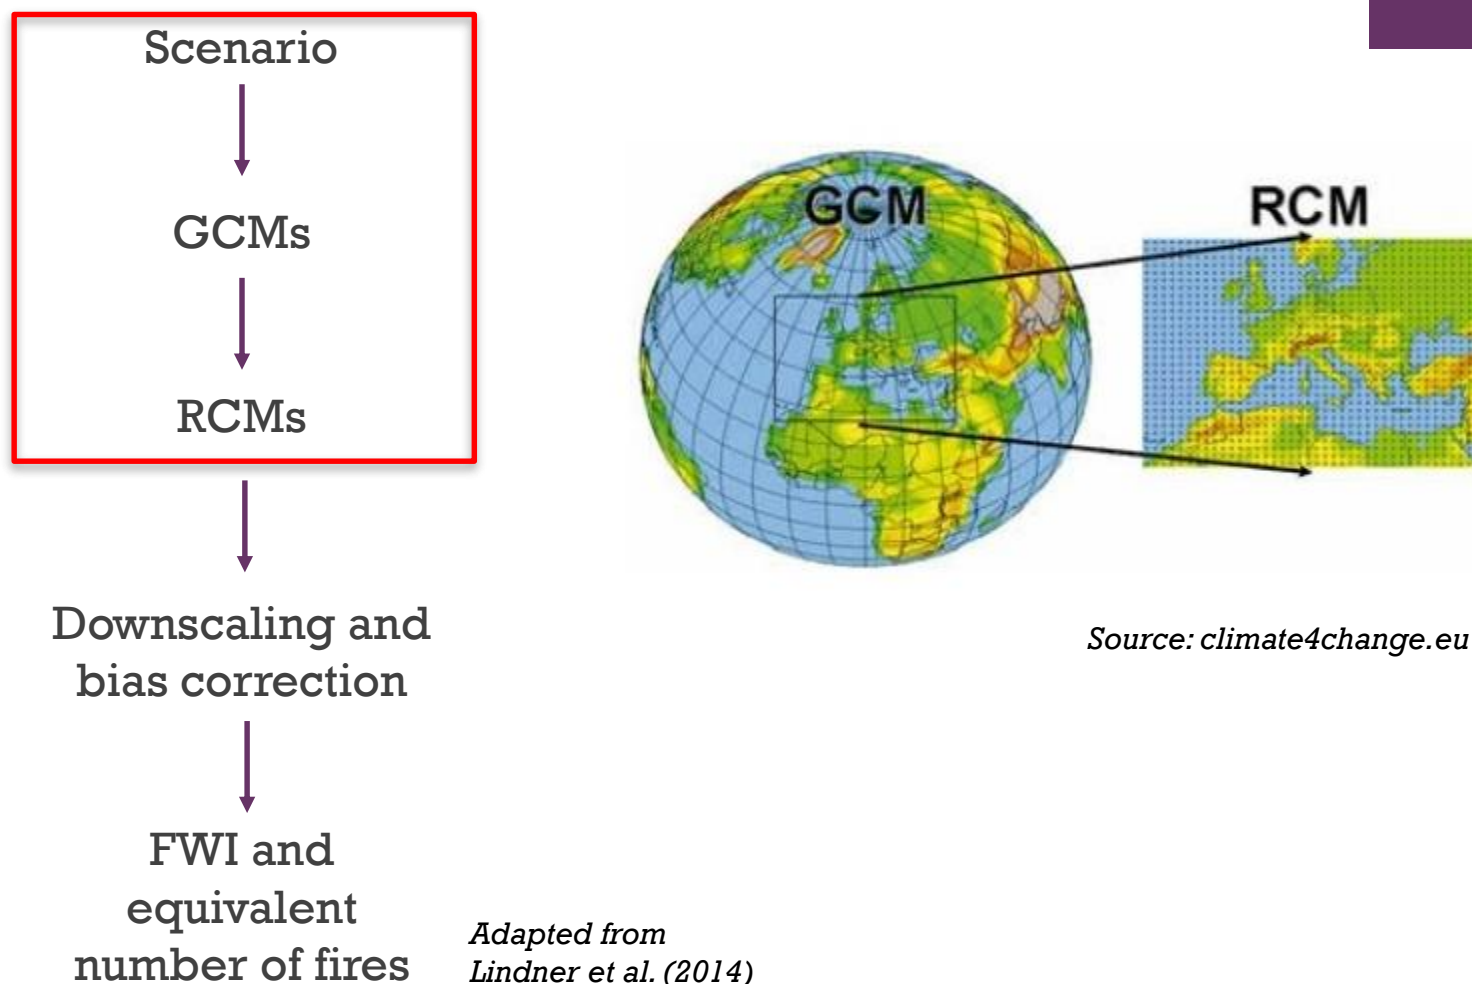 Scenario
GCMs
RCMs
Downscaling and
bias correction
FWI and
equivalent
number of fires
Adapted from
Lindner et al. (2014)
GCM
RCM
Source: climate4change.eu